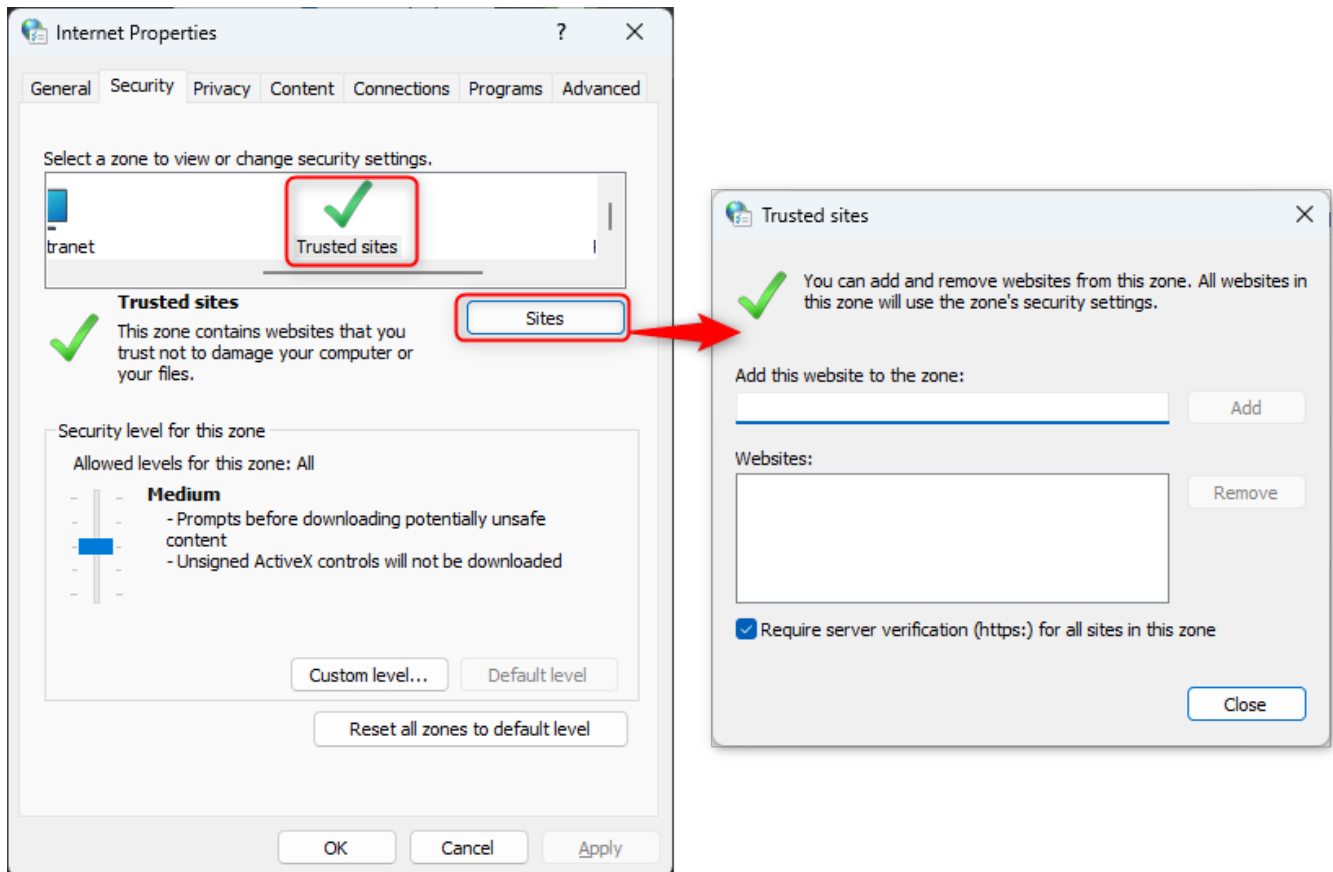 Internet Properties
?
General Security Privacy Content Connections Programs Advanced
Select a zone to view or change security settings.
tranet
Trusted sites
Trusted sites
This zone contains websites that you
trust not to damage your computer or
your files.
Sites
Security level for this zone
Allowed levels for this zone: All
Medium
- Prompts before downloading potentially unsafe
content
- Unsigned ActiveX controls will not be downloaded
Custom level...
Default level
Reset all zones to default level
OK
Cancel
Apply
Trusted sites
You can add and remove websites from this zone. All websites in
this zone will use the zone's security settings.
Add this website to the zone:
Add
Websites:
Remove
Require server verification (https:) for all sites in this zone
Close